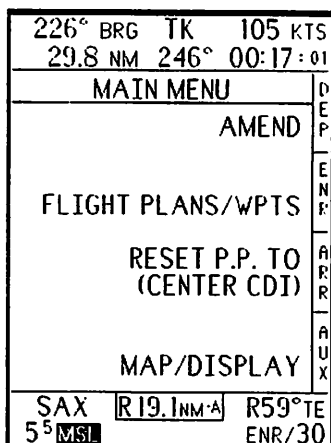 226° BRG TK 105 KTS
29.8 NM 246° 00:17:01
MAIN MENU
DEP
AMEND
ENR
FLIGHT PLANS/WPTS
RESET P.P. TO
(CENTER CDI)
ARR
AUX
MAP/DISPLAY
SAX R19.1NM·A R59°TE
5⁵ MSL ENR/30